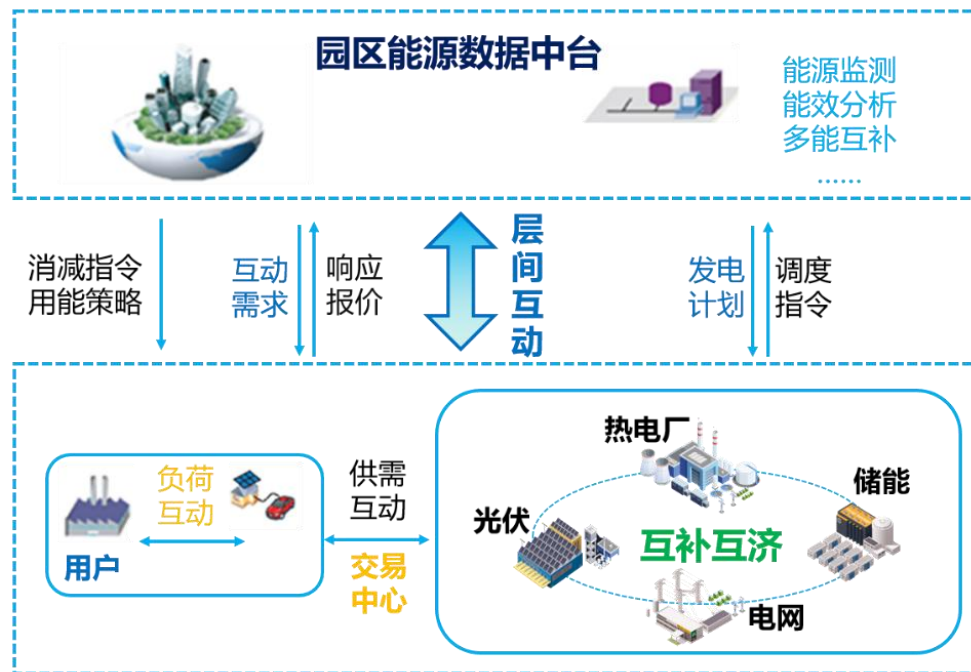 园区能源数据中台
能源监测
能效分析
多能互补
......
消减指令
用能策略
互动
需求
响应
报价
层
间
互
动
发电
计划
调度
指令
负荷
互动
用户
供需
互动
交易
中心
热电厂
储能
光伏
互补互济
电网